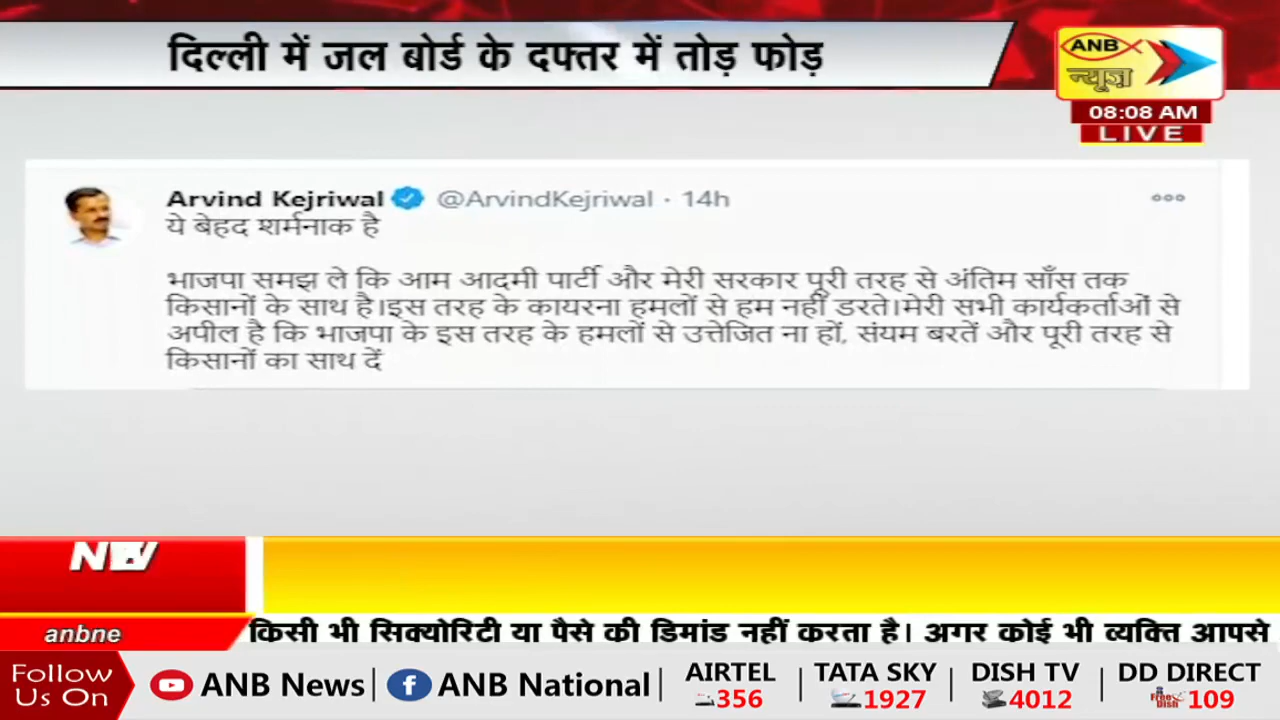 दिल्ली में जल बोर्ड के दफ्तर में तोड़ फोड़
ANB
न्यूज़
08:08 AM
LIVE
Arvind Kejriwal @ArvindKejriwal · 14h
ये बेहद शर्मनाक है
भाजपा समझ ले कि आम आदमी पार्टी और मेरी सरकार पूरी तरह से अंतिम साँस तक
किसानों के साथ है।इस तरह के कायरना हमलों से हम नहीं डरते।मेरी सभी कार्यकर्ताओं से
अपील है कि भाजपा के इस तरह के हमलों से उत्तेजित ना हों, संयम बरतें और पूरी तरह से
किसानों का साथ दें
anbne
किसी भी सिक्योरिटी या पैसे की डिमांड नहीं करता है। अगर कोई भी व्यक्ति आपसे
Follow Us On
ANB News
ANB National
AIRTEL 356
TATA SKY 1927
DISH TV 4012
DD DIRECT Free Dish 109